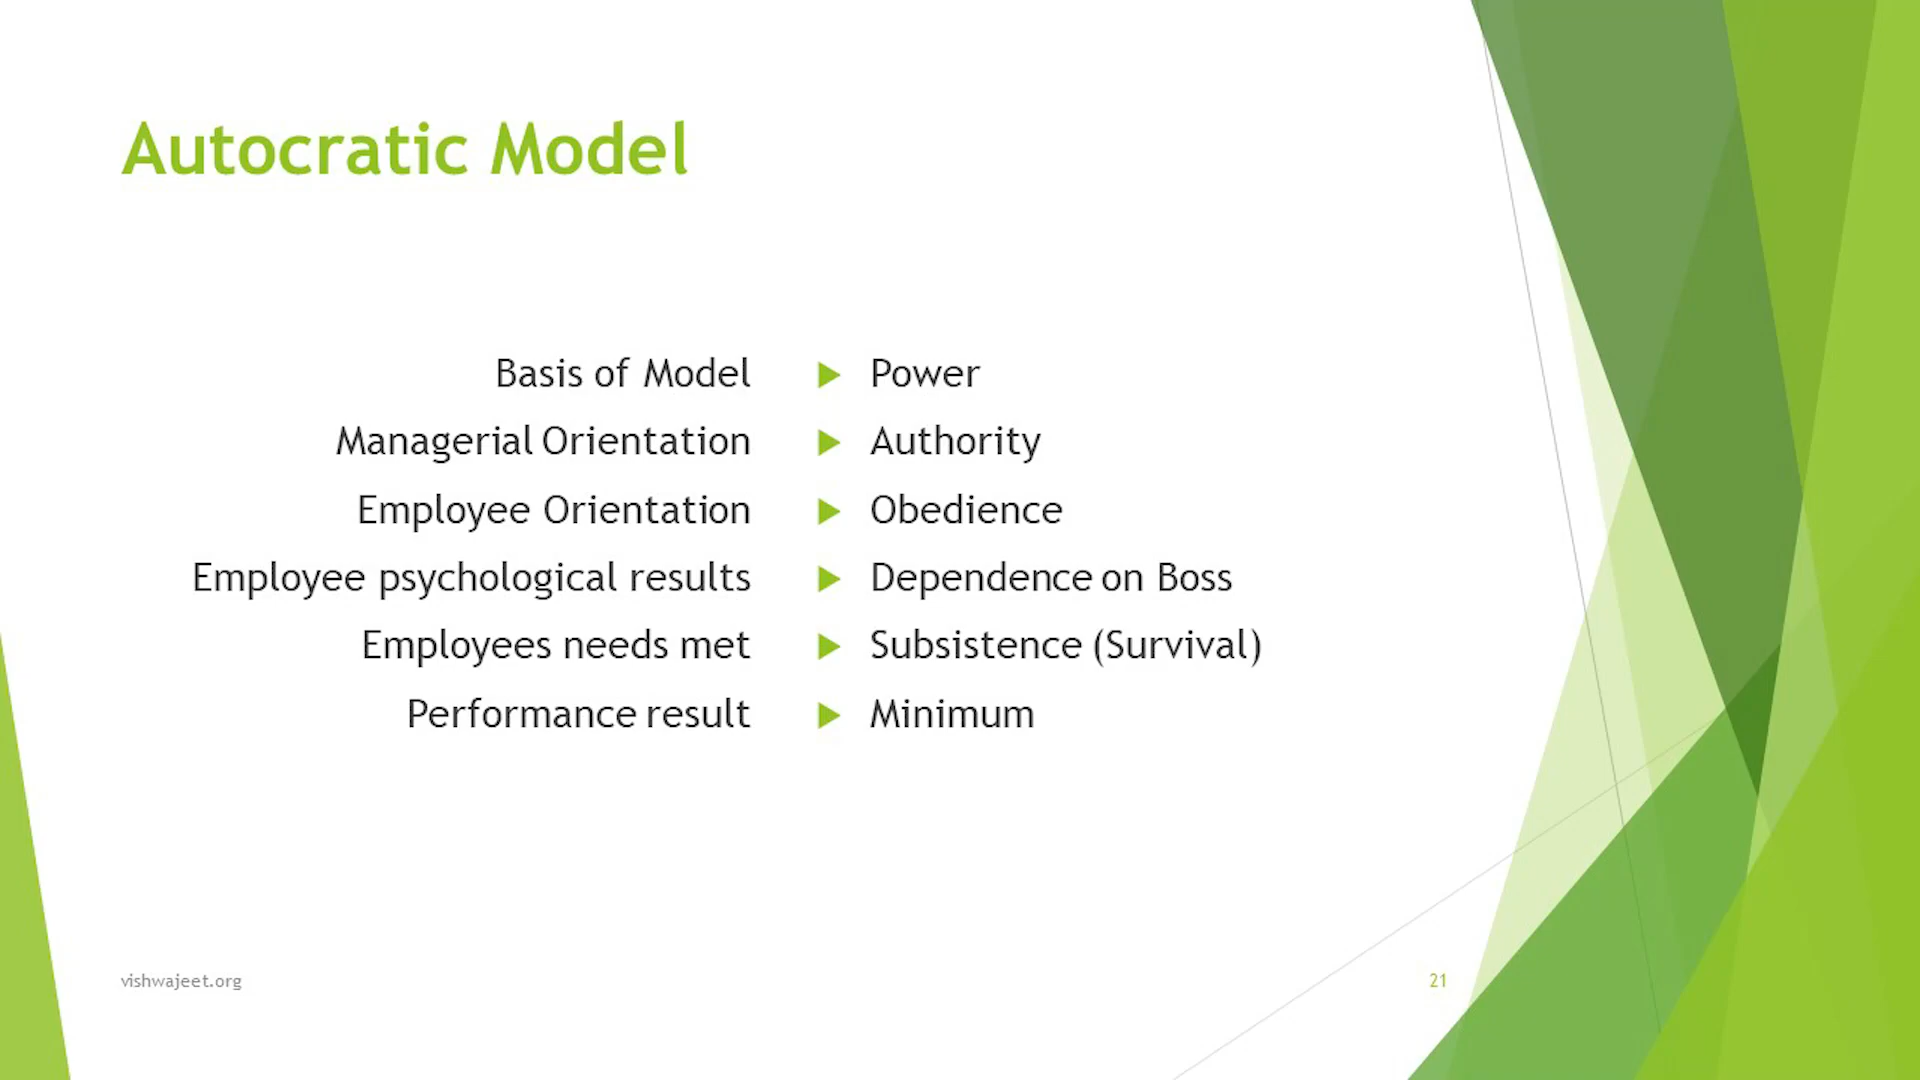 Autocratic Model
Basis of Model ▶ Power
Managerial Orientation ▶ Authority
Employee Orientation ▶ Obedience
Employee psychological results ▶ Dependence on Boss
Employees needs met ▶ Subsistence (Survival)
Performance result ▶ Minimum
vishwajeet.org 21